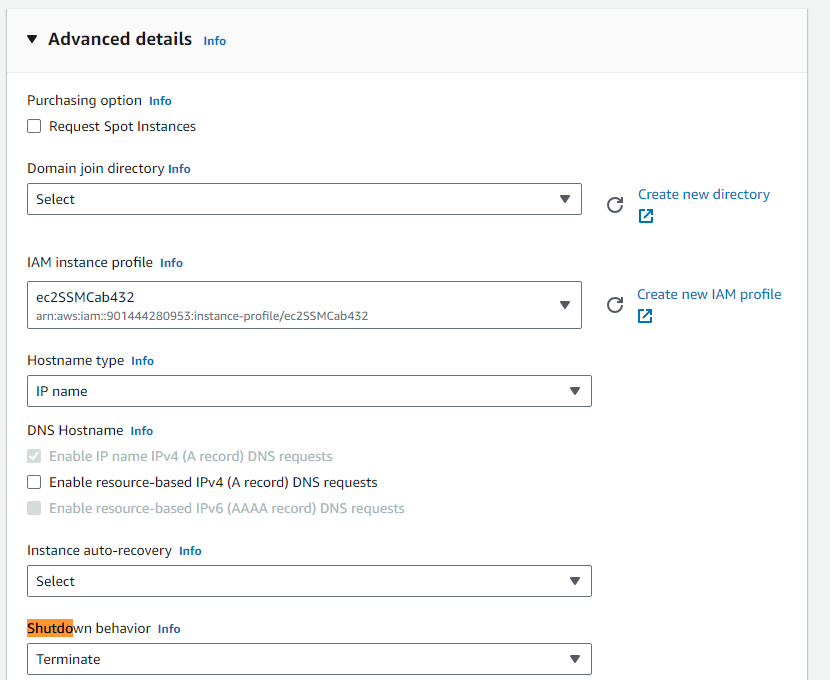 Advanced details Info
Purchasing option Info
Request Spot Instances
Domain join directory Info
Select
Create new directory
IAM instance profile Info
ec2SSMCab432
arn:aws:iam::901444280953:instance-profile/ec2SSMCab432
Create new IAM profile
Hostname type Info
IP name
DNS Hostname Info
Enable IP name IPv4 (A record) DNS requests
Enable resource-based IPv4 (A record) DNS requests
Enable resource-based IPv6 (AAAA record) DNS requests
Instance auto-recovery Info
Select
Shutdown behavior Info
Terminate